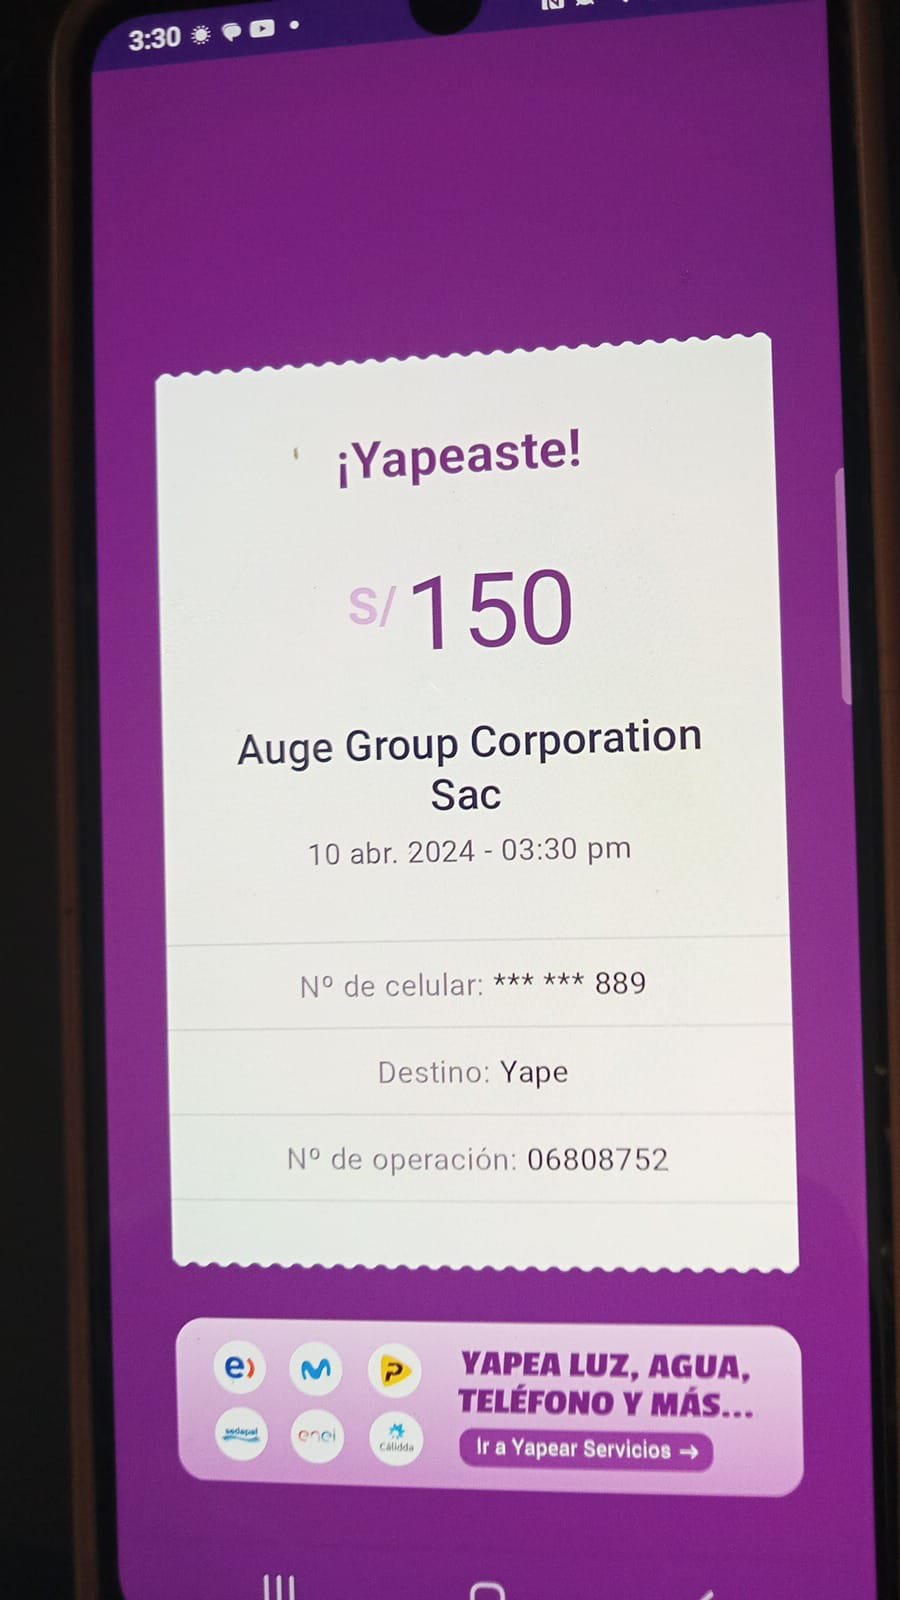 3:30
¡Yapeaste!
S/150
Auge Group Corporation
Sac
10 abr. 2024 - 03:30 pm
Nº de celular: *** *** 889
Destino: Yape
Nº de operación: 06808752
e)
P
sedapal
enel
Cálidda
YAPEA LUZ, AGUA,
TELÉFONO Y MÁS...
Ir a Yapear Servicios →